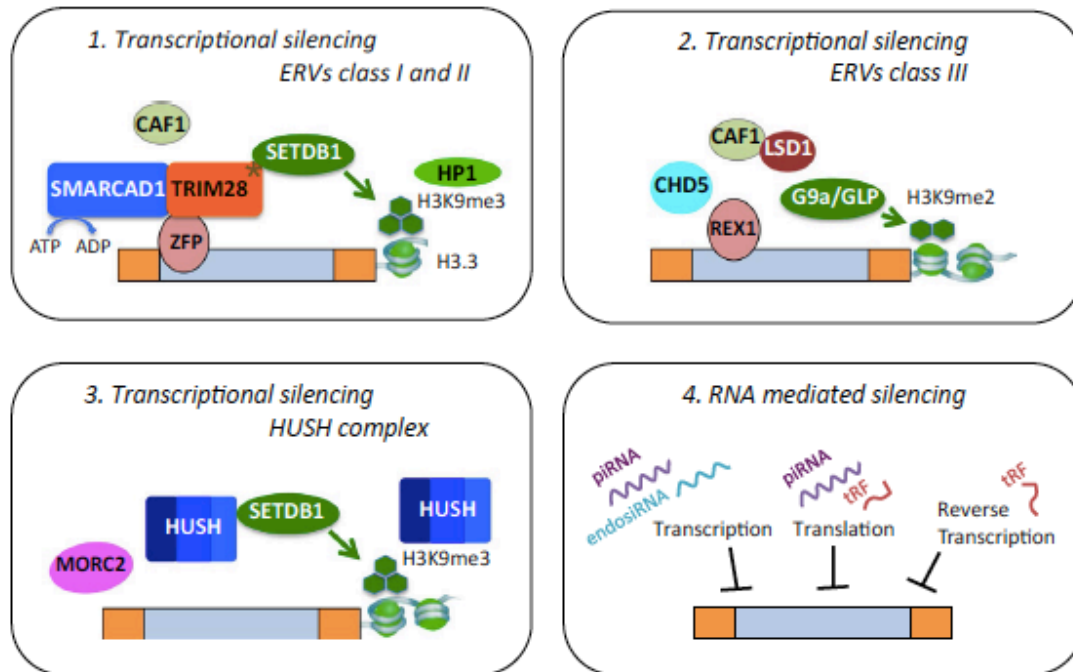 1. Transcriptional silencing
ERVs class I and II
CAF1
SETDB1
*
SMARCAD1
TRIM28
HP1
H3K9me3
ATP
ADP
ZFP
H3.3
2. Transcriptional silencing
ERVs class III
CAF1
LSD1
CHD5
G9a/GLP
H3K9me2
REX1
3. Transcriptional silencing
HUSH complex
HUSH
SETDB1
HUSH
H3K9me3
MORC2
4. RNA mediated silencing
piRNA
endosiRNA
Transcription
piRNA
tRF
Translation
tRF
Reverse
Transcription